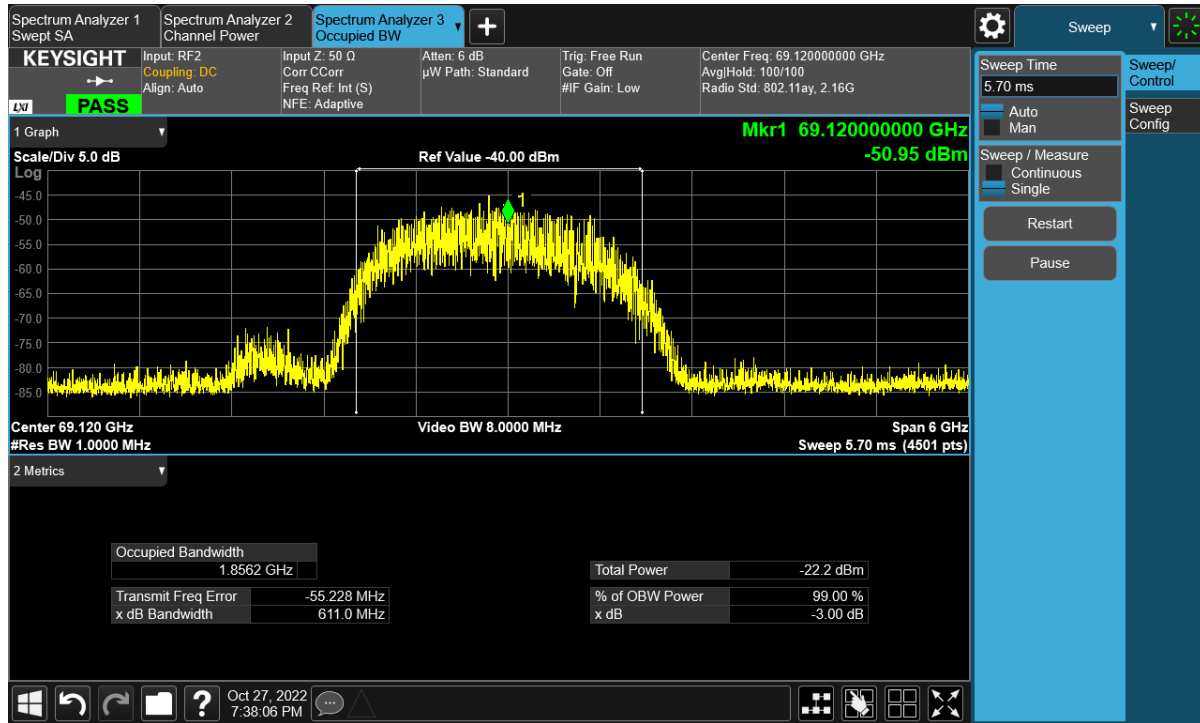 Spectrum Analyzer 1
Swept SA
Spectrum Analyzer 2
Channel Power
Spectrum Analyzer 3
Occupied BW
Sweep
KEYSIGHT
LXI
PASS
Input: RF2
Coupling: DC
Align: Auto
Input Z: 50 Ω
Corr CCorr
Freq Ref: Int (S)
NFE: Adaptive
Atten: 6 dB
µW Path: Standard
Trig: Free Run
Gate: Off
#IF Gain: Low
Center Freq: 69.120000000 GHz
Avg|Hold: 100/100
Radio Std: 802.11ay, 2.16G
Sweep Time
5.70 ms
Auto
Man
Sweep / Measure
Continuous
Single
Restart
Pause
Sweep/
Control
Sweep
Config
1 Graph
Mkr1 69.120000000 GHz
-50.95 dBm
Scale/Div 5.0 dB
Ref Value -40.00 dBm
Log
-45.0
-50.0
-55.0
-60.0
-65.0
-70.0
-75.0
-80.0
-85.0
1
Center 69.120 GHz
Video BW 8.0000 MHz
Span 6 GHz
#Res BW 1.0000 MHz
Sweep 5.70 ms (4501 pts)
2 Metrics
Occupied Bandwidth
1.8562 GHz
Total Power -22.2 dBm
Transmit Freq Error -55.228 MHz
% of OBW Power 99.00 %
x dB Bandwidth 611.0 MHz
x dB -3.00 dB
?
Oct 27, 2022
7:38:06 PM